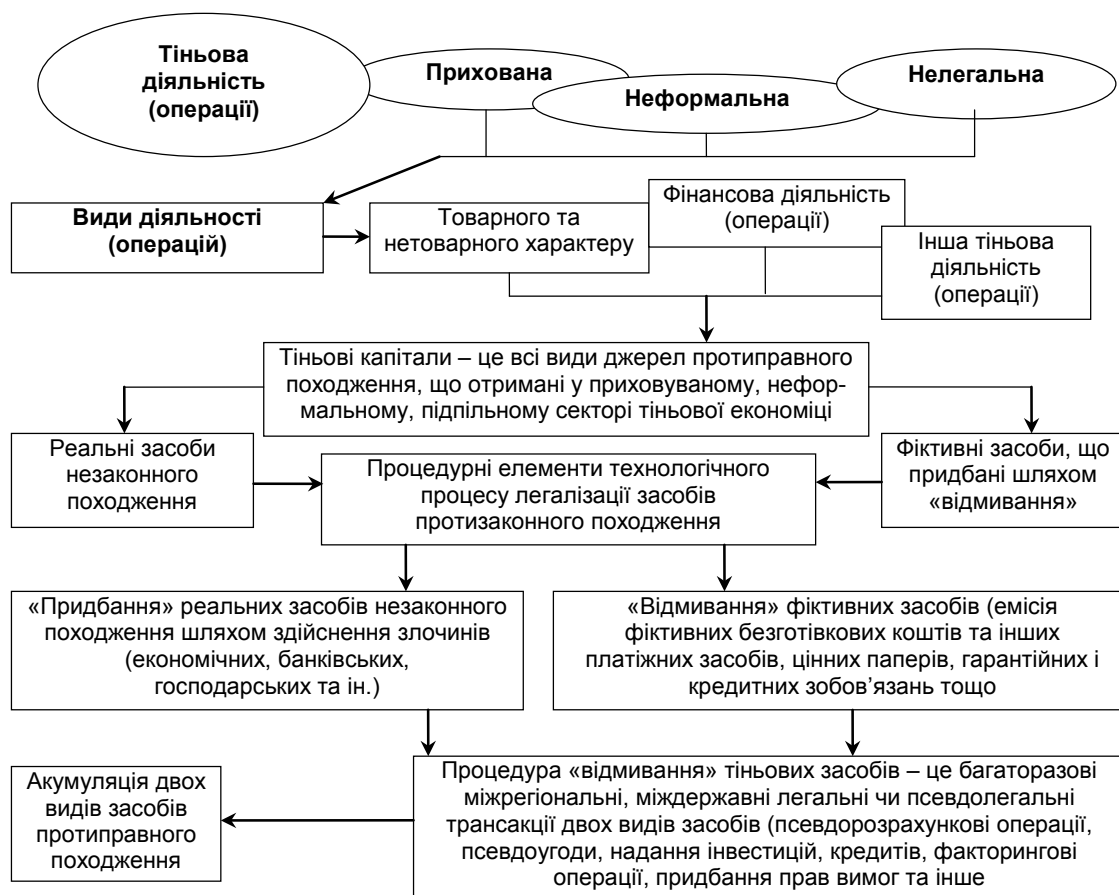 Тіньова
діяльність
(операції)
Прихована
Неформальна
Нелегальна
Види діяльності
(операцій)
Товарного та
нетоварного характеру
Фінансова діяльність
(операції)
Інша тіньова
діяльність
(операції)
Тіньові капітали – це всі види джерел протиправного
походження, що отримані у приховуваному, нефор-
мальному, підпільному секторі тіньової економіці
Реальні засоби
незаконного
походження
Процедурні елементи технологічного
процесу легалізації засобів
протизаконного походження
Фіктивні засоби, що
придбані шляхом
«відмивання»
«Придбання» реальних засобів незаконного
походження шляхом здійснення злочинів
(економічних, банківських,
господарських та ін.)
«Відмивання» фіктивних засобів (емісія
фіктивних безготівкових коштів та інших
платіжних засобів, цінних паперів, гарантійних і
кредитних зобов’язань тощо
Акумуляція двох
видів засобів
протиправного
походження
Процедура «відмивання» тіньових засобів – це багаторазові
міжрегіональні, міждержавні легальні чи псевдолегальні
трансакції двох видів засобів (псевдорозрахункові операції,
псевдоугоди, надання інвестицій, кредитів, факторингові
операції, придбання прав вимог та інше